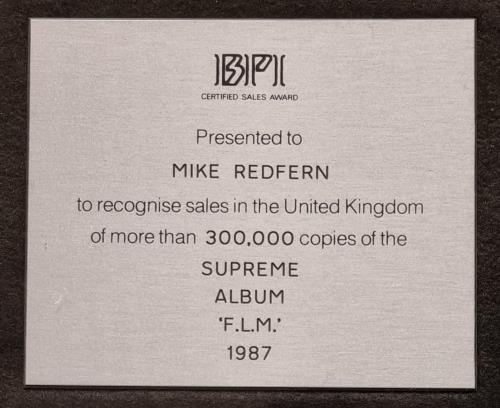 BPI
CERTIFIED SALES AWARD
Presented to
MIKE REDFERN
to recognise sales in the United Kingdom
of more than 300,000 copies of the
SUPREME
ALBUM
'F.L.M.'
1987